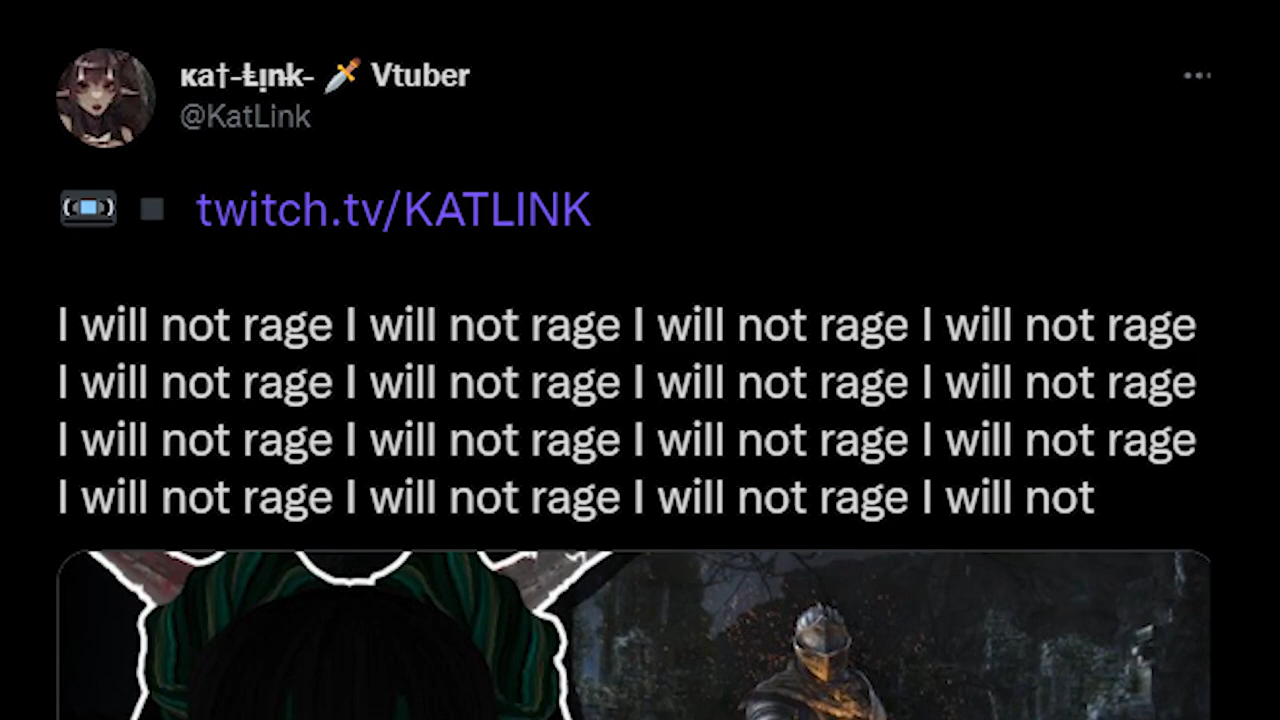 ĸa†-Ł̵ịnk- 🗡️ Vtuber
@KatLink
📼 ▪️ twitch.tv/KATLINK
I will not rage I will not rage I will not rage I will not rage
I will not rage I will not rage I will not rage I will not rage
I will not rage I will not rage I will not rage I will not rage
I will not rage I will not rage I will not rage I will not